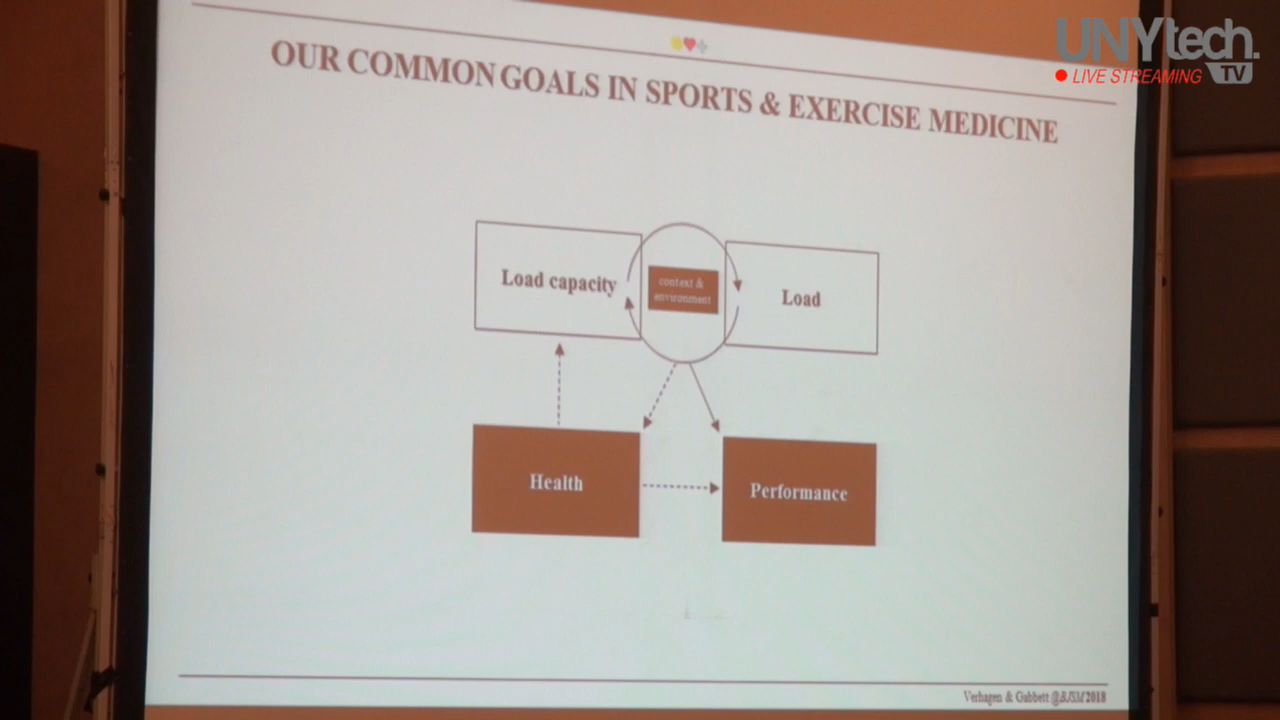 UNYtech.
TV
LIVE STREAMING
OUR COMMON GOALS IN SPORTS & EXERCISE MEDICINE
Load capacity
context &
environment
Load
Health
Performance
Verhagen & Gabbett @BJSM 2018